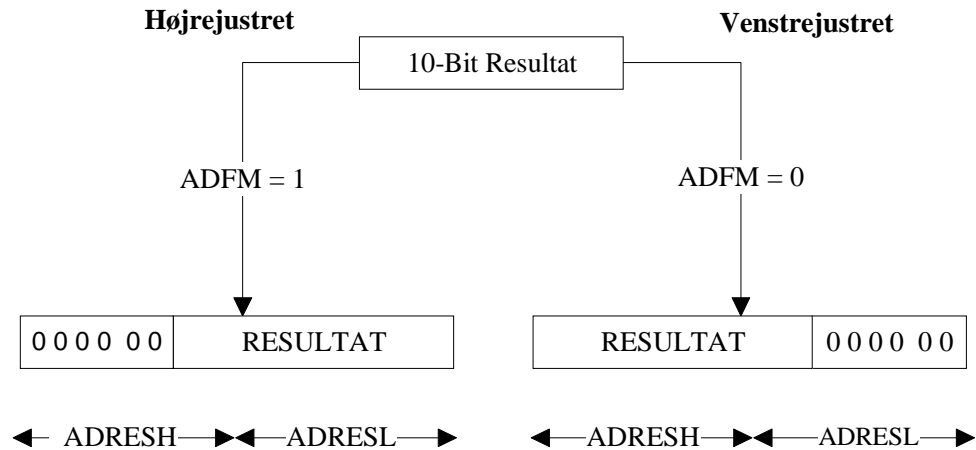 Højrejustret Venstrejustret
10-Bit Resultat
ADFM = 1 ADFM = 0
0 0 0 0 0 0 RESULTAT RESULTAT 0 0 0 0 0 0
ADRESH ADRESL ADRESH ADRESL